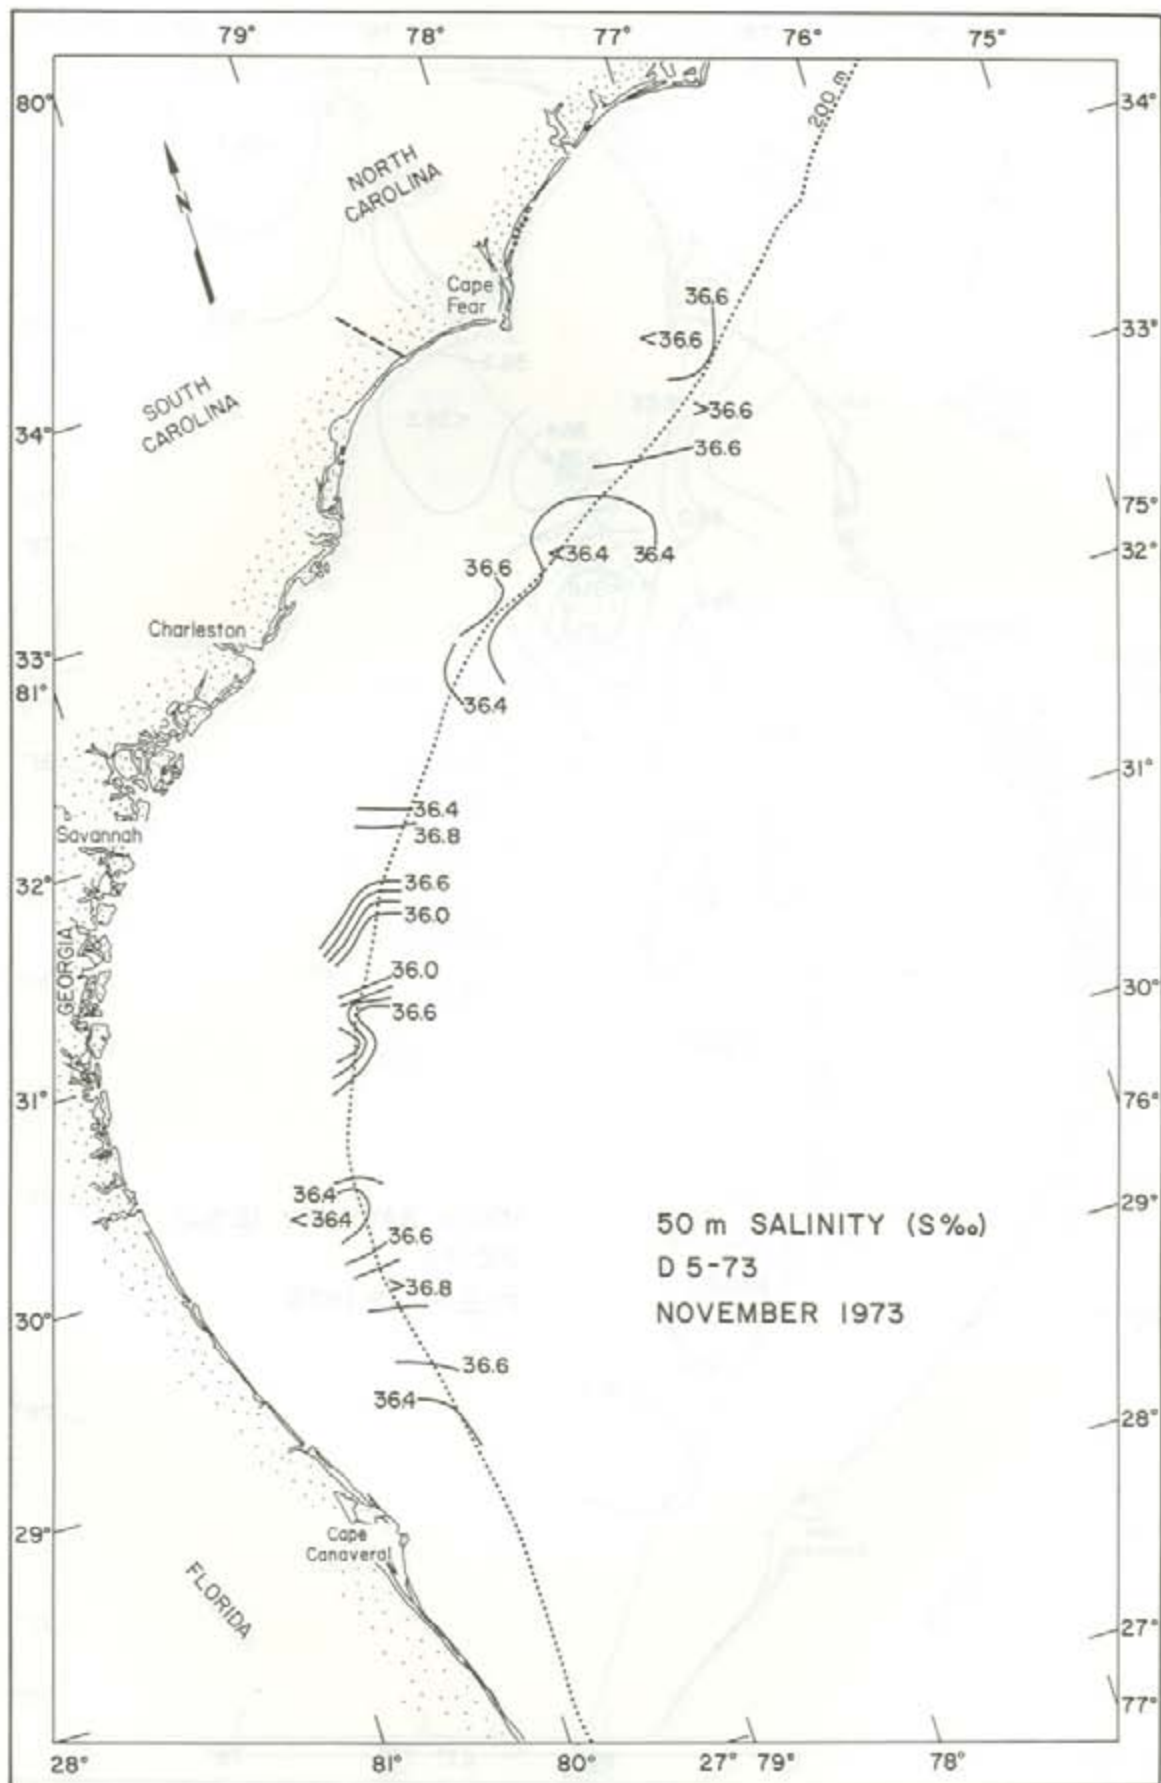 79° 78° 77° 76° 75°
80°
34°
200 m
N
NORTH
CAROLINA
Cape
Fear
36.6
33°
<36.6
SOUTH
CAROLINA
>36.6
34°
36.6
75°
<36.4 36.4
32°
36.6
Charleston
33°
81°
36.4
31°
36.4
Savannah
36.8
32°
36.6
36.0
GEORGIA
36.0
30°
36.6
31°
76°
36.4
<36.4
29°
36.6
50 m SALINITY (S‰)
D 5-73
>36.8
NOVEMBER 1973
30°
36.6
36.4
28°
29°
Cape
Canaveral
FLORIDA
27°
77°
28° 81° 80° 27° 79° 78°